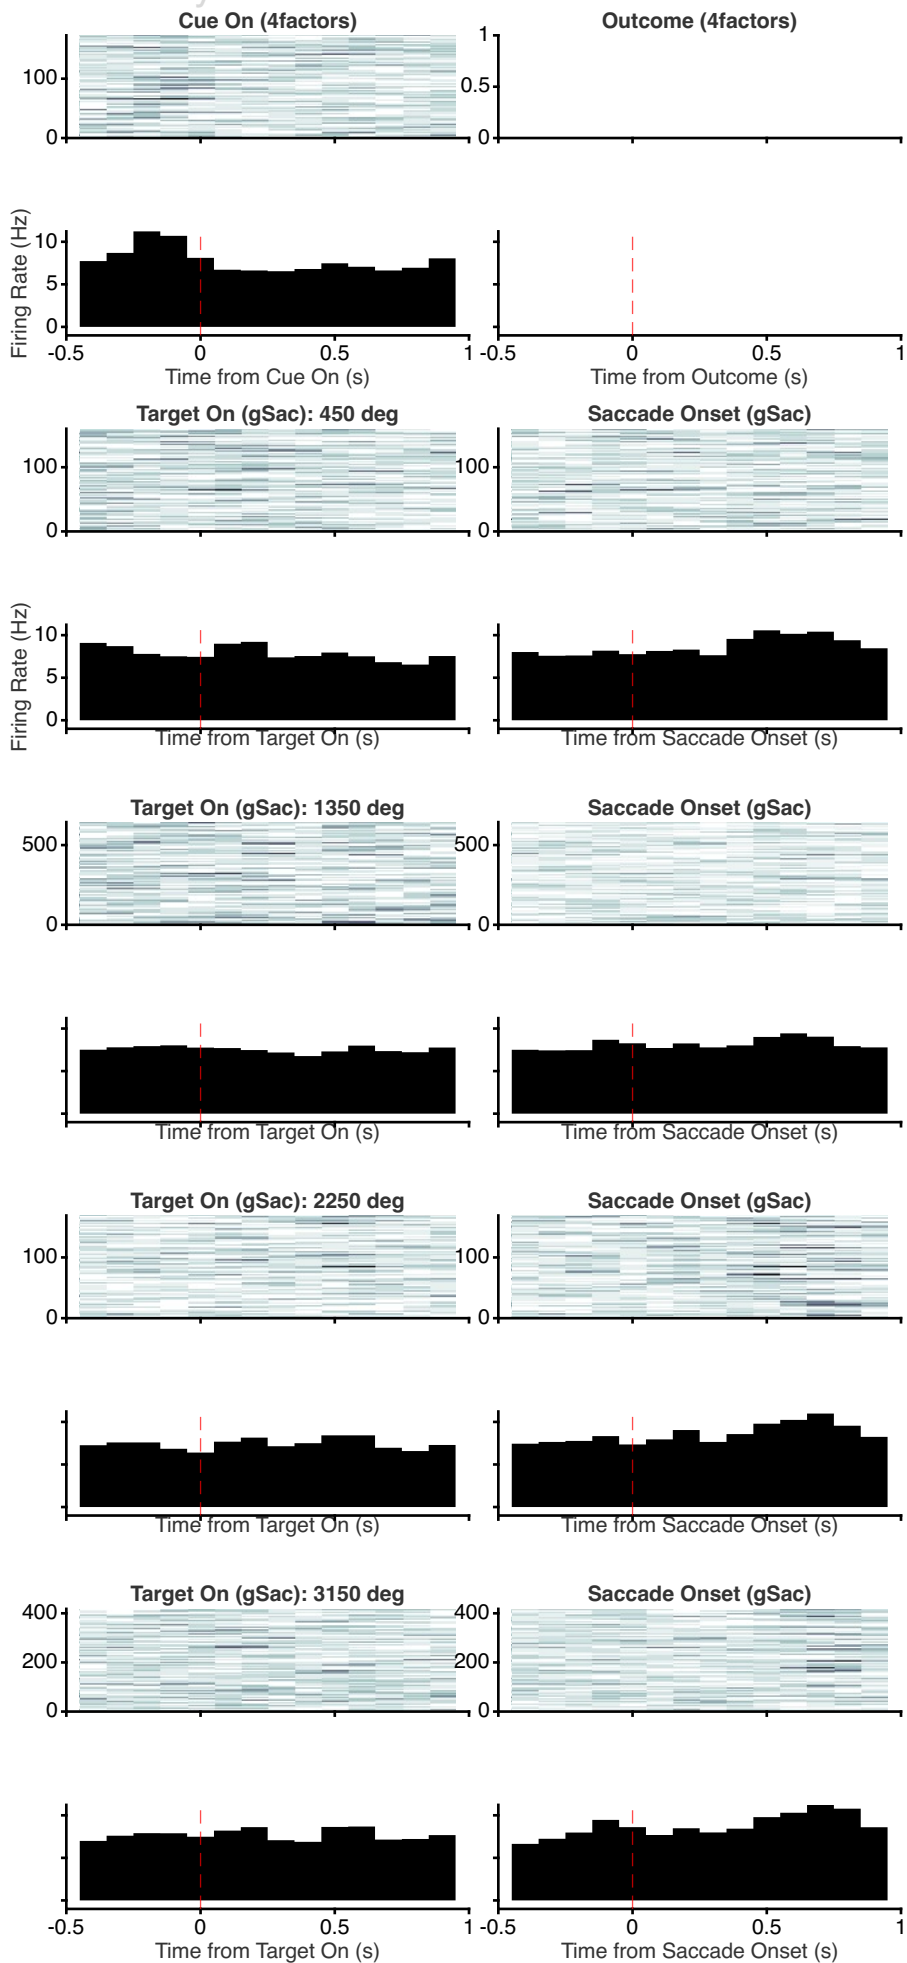 Cue On (4factors)
Outcome (4factors)
100
0
1
0.5
0
Firing Rate (Hz)
10
5
0
-0.5 0 0.5 1
-0.5 0 0.5 1
Time from Cue On (s)
Time from Outcome (s)
Target On (gSac): 450 deg
Saccade Onset (gSac)
100
0
100
0
Firing Rate (Hz)
10
5
0
Time from Target On (s)
Time from Saccade Onset (s)
Target On (gSac): 1350 deg
Saccade Onset (gSac)
500
0
500
0
Time from Target On (s)
Time from Saccade Onset (s)
Target On (gSac): 2250 deg
Saccade Onset (gSac)
100
0
100
0
Time from Target On (s)
Time from Saccade Onset (s)
Target On (gSac): 3150 deg
Saccade Onset (gSac)
400
200
0
400
200
0
-0.5 0 0.5 1
-0.5 0 0.5 1
Time from Target On (s)
Time from Saccade Onset (s)